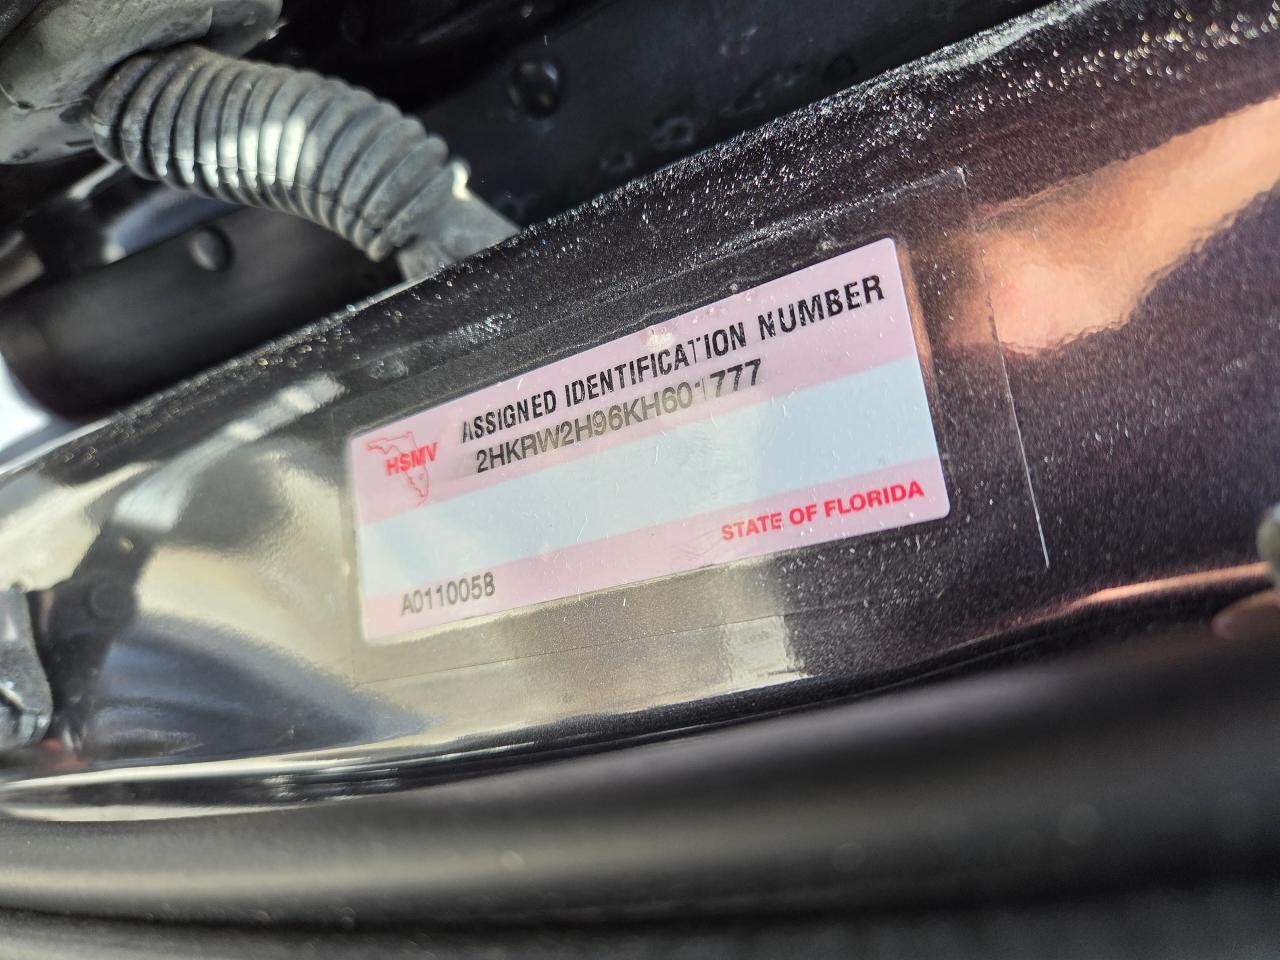 ASSIGNED IDENTIFICATION NUMBER
2HKRW2H96KH601777
HSMV
STATE OF FLORIDA
A0110058